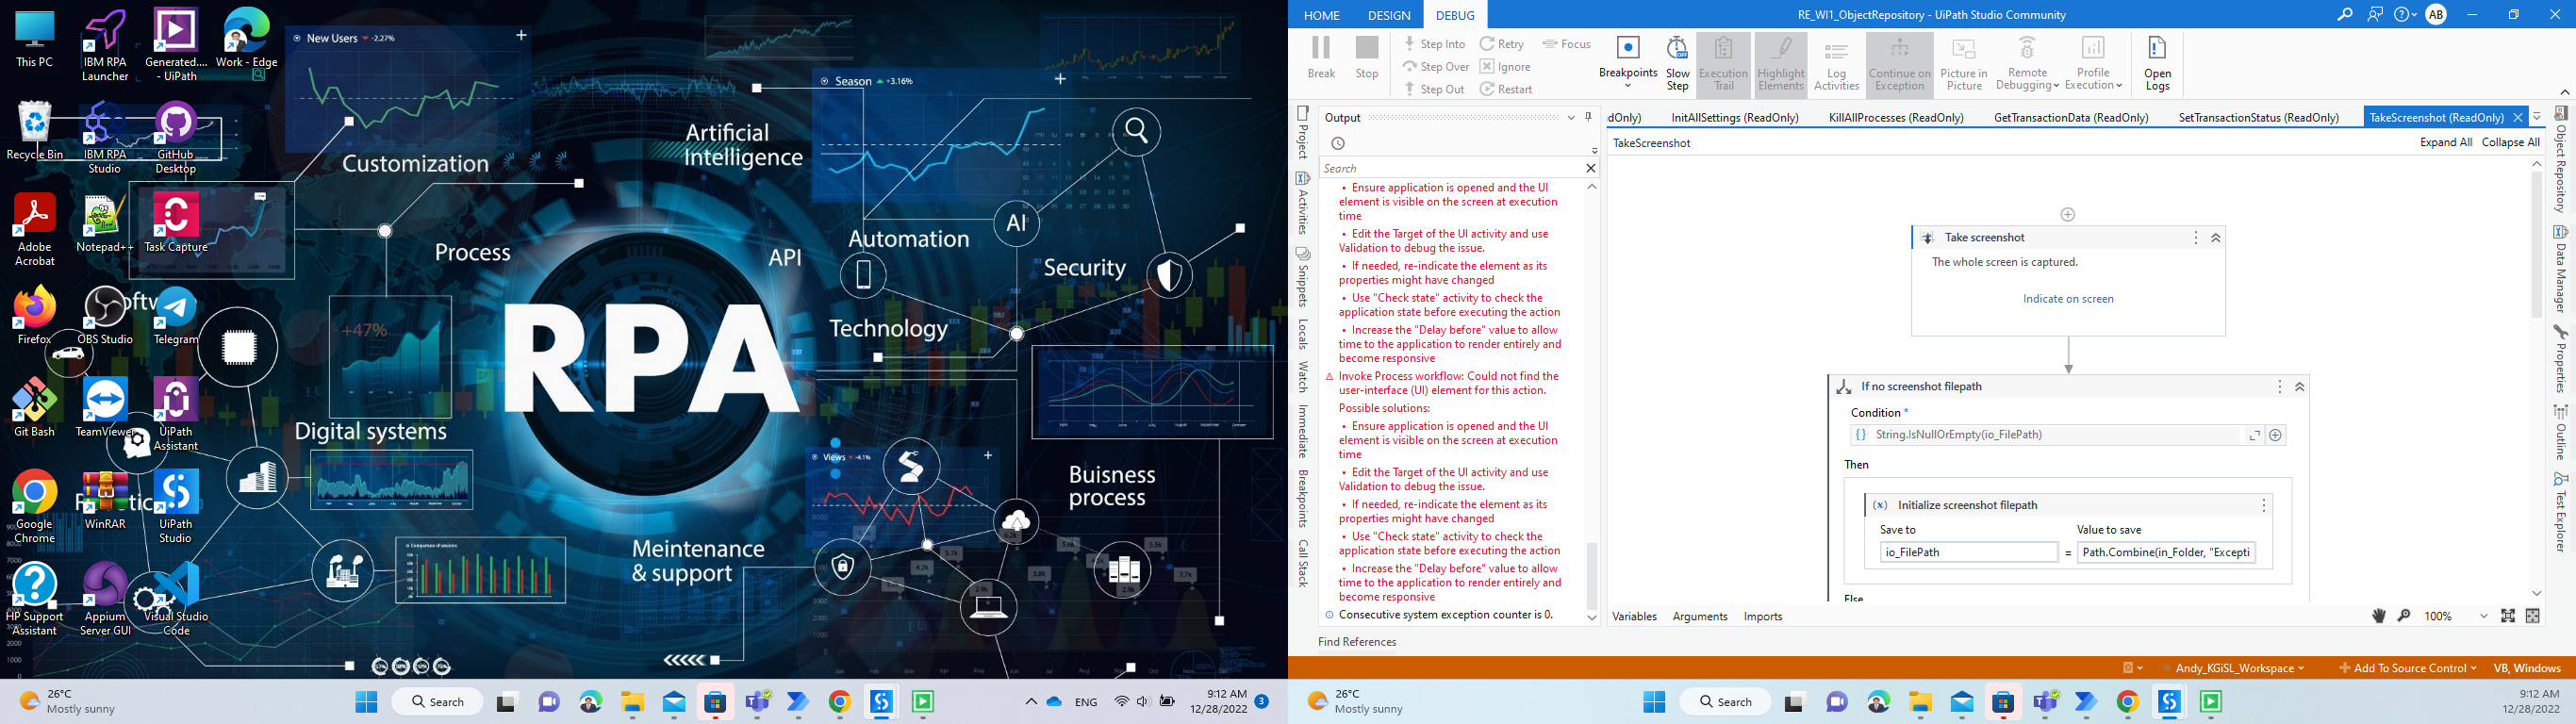 This PC
IBM RPA Launcher
Generated.... - UiPath
Work - Edge
Recycle Bin
IBM RPA Studio
GitHub Desktop
Adobe Acrobat
Notepad++
Task Capture
Firefox
OBS Studio
Telegram
Git Bash
TeamViewer
UiPath Assistant
Google Chrome
WinRAR
UiPath Studio
HP Support Assistant
Appium Server GUI
Visual Studio Code
New Users -2.27%
Season +3.16%
Customization
Artificial Intelligence
Process
API
Automation
AI
Security
Technology
RPA
+47%
Digital systems
Views -4.1%
Buisness process
Meintenance & support
Comparison of sessions
26°C
Mostly sunny
Search
ENG
9:12 AM
12/28/2022
3
HOME DESIGN DEBUG
RE_WI1_ObjectRepository - UiPath Studio Community
AB
Break
Stop
Step Into
Step Over
Step Out
Retry
Ignore
Restart
Focus
Breakpoints
Slow Step
Execution Trail
Highlight Elements
Log Activities
Continue on Exception
Picture in Picture
Remote Debugging
Profile Execution
Open Logs
Project
Activities
Snippets
Locals
Watch
Immediate
Breakpoints
Call Stack
Output
Search
• Ensure application is opened and the UI
element is visible on the screen at execution
time
• Edit the Target of the UI activity and use
Validation to debug the issue.
• If needed, re-indicate the element as its
properties might have changed
• Use "Check state" activity to check the
application state before executing the action
• Increase the "Delay before" value to allow
time to the application to render entirely and
become responsive
Invoke Process workflow: Could not find the
user-interface (UI) element for this action.
Possible solutions:
• Ensure application is opened and the UI
element is visible on the screen at execution
time
• Edit the Target of the UI activity and use
Validation to debug the issue.
• If needed, re-indicate the element as its
properties might have changed
• Use "Check state" activity to check the
application state before executing the action
• Increase the "Delay before" value to allow
time to the application to render entirely and
become responsive
Consecutive system exception counter is 0.
Find References
dOnly) InitAllSettings (ReadOnly) KillAllProcesses (ReadOnly) GetTransactionData (ReadOnly) SetTransactionStatus (ReadOnly) TakeScreenshot (ReadOnly)
TakeScreenshot
Expand All Collapse All
Take screenshot
The whole screen is captured.
Indicate on screen
If no screenshot filepath
Condition *
String.IsNullOrEmpty(io_FilePath)
Then
Initialize screenshot filepath
Save to
Value to save
io_FilePath = Path.Combine(in_Folder, "Excepti
Else
Variables Arguments Imports
100%
Object Repository
Data Manager
Properties
Outline
Test Explorer
Andy_KGiSL_Workspace
Add To Source Control
VB, Windows
26°C
Mostly sunny
Search
9:12 AM
12/28/2022